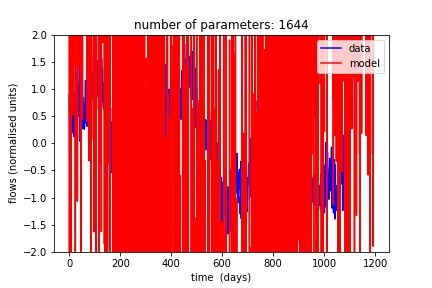 number of parameters: 1644
data
model
flows (normalised units)
2.0
1.5
1.0
0.5
0.0
−0.5
−1.0
−1.5
−2.0
0 200 400 600 800 1000 1200
time (days)